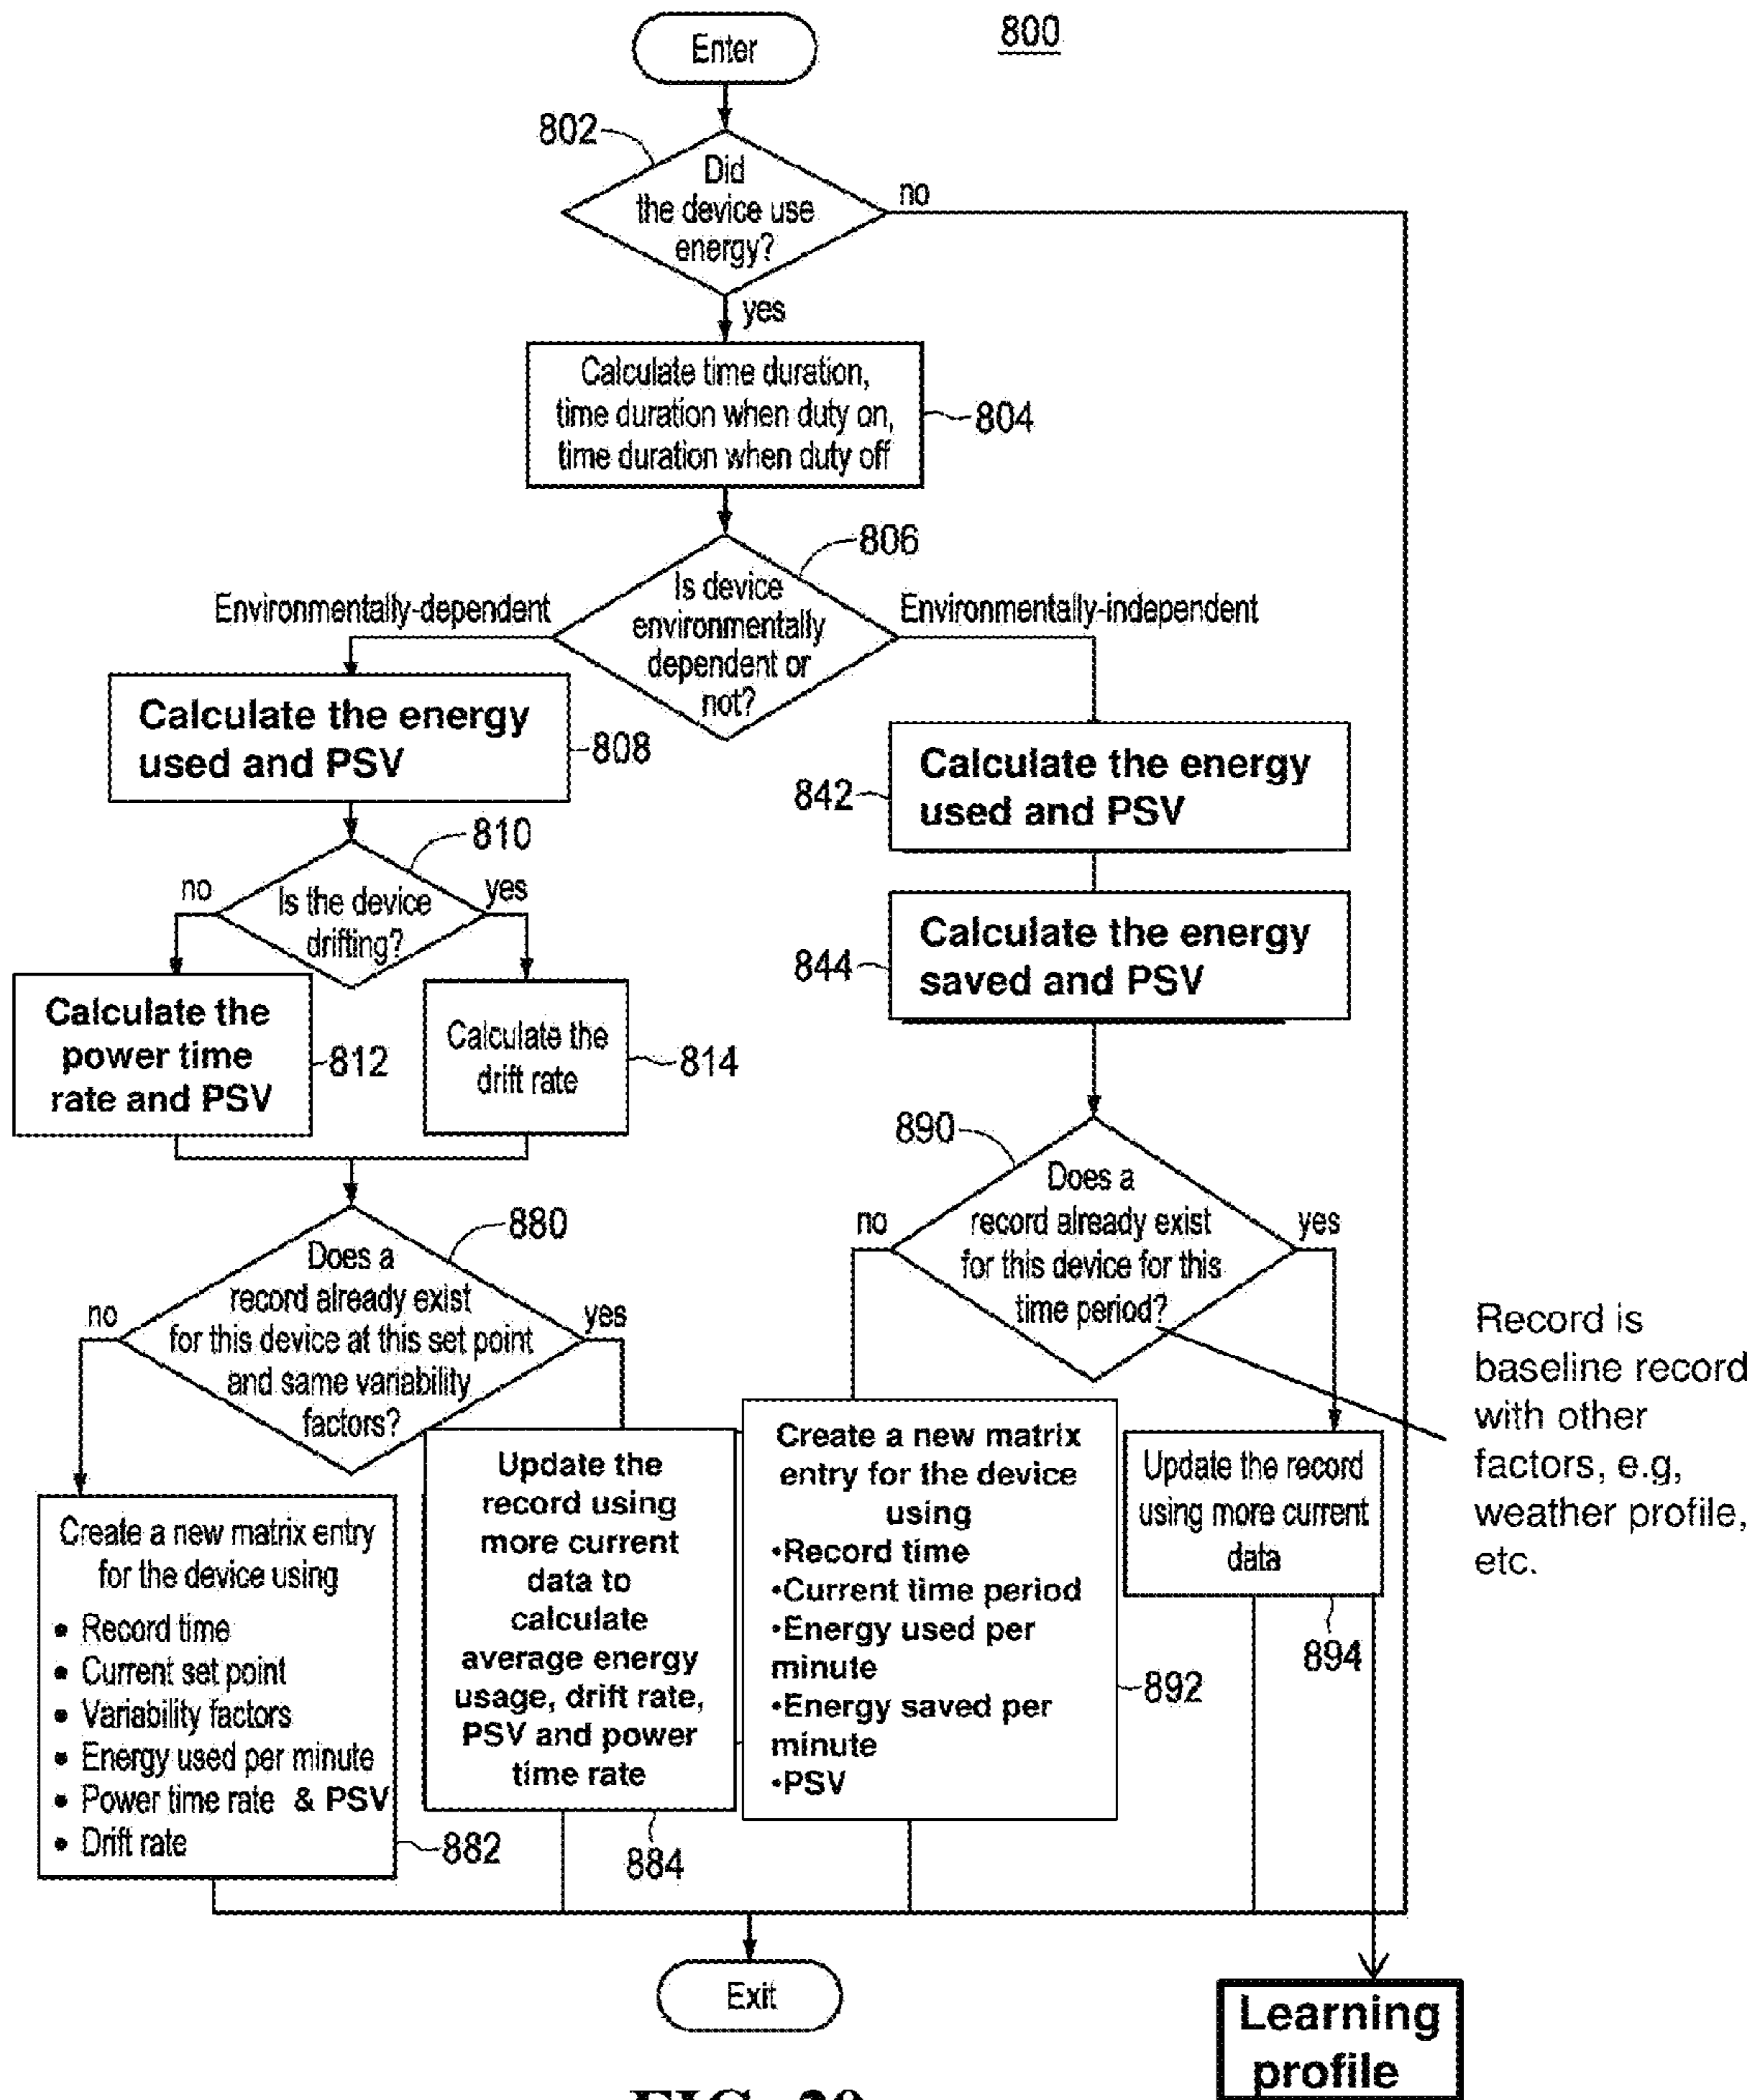 Enter
800
802
Did
the device use
energy?
no
yes
Calculate time duration,
time duration when duty on,
time duration when duty off
804
806
Is device
environmentally
dependent or
not?
Environmentally-dependent
Environmentally-independent
Calculate the energy
used and PSV
808
842
Calculate the energy
used and PSV
810
Is the device
drifting?
no
yes
844
Calculate the energy
saved and PSV
Calculate the
power time
rate and PSV
812
Calculate the
drift rate
814
890
Does a
record already exist
for this device for this
time period?
no
yes
880
Does a
record already exist
for this device at this set point
and same variability
factors?
no
yes
Record is
baseline record
with other
factors, e.g,
weather profile,
etc.
Create a new matrix entry
for the device using
• Record time
• Current set point
• Variability factors
• Energy used per minute
• Power time rate & PSV
• Drift rate
882
Update the
record using
more current
data to
calculate
average energy
usage, drift rate,
PSV and power
time rate
884
Create a new matrix
entry for the device
using
•Record time
•Current time period
•Energy used per
minute
•Energy saved per
minute
•PSV
892
Update the record
using more current
data
894
Exit
Learning
profile